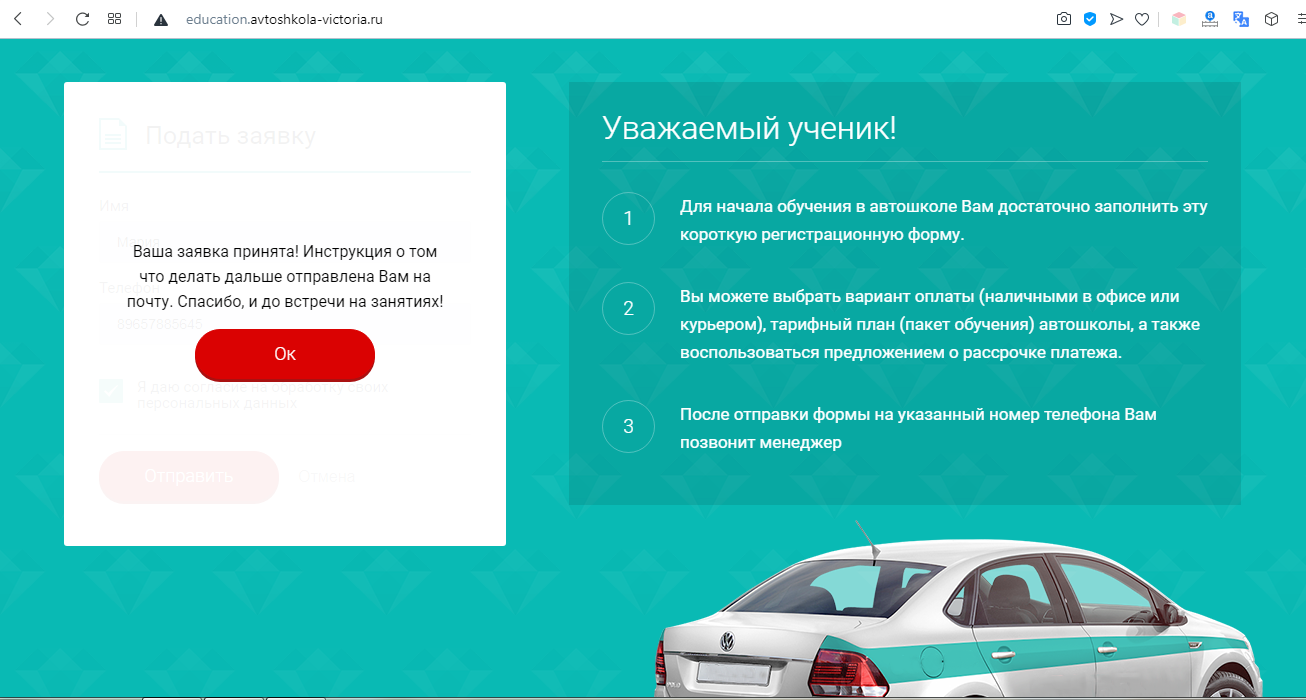 education.avtoshkola-victoria.ru
Подать заявку
Имя
Мария
Ваша заявка принята! Инструкция о том
что делать дальше отправлена Вам на
почту. Спасибо, и до встречи на занятиях!
Телефон
Ок
Я даю согласие на обработку своих
персональных данных
Отправить
Отмена
Уважаемый ученик!
1
Для начала обучения в автошколе Вам достаточно заполнить эту
короткую регистрационную форму.
2
Вы можете выбрать вариант оплаты (наличными в офисе или
курьером), тарифный план (пакет обучения) автошколы, а также
воспользоваться предложением о рассрочке платежа.
3
После отправки формы на указанный номер телефона Вам
позвонит менеджер